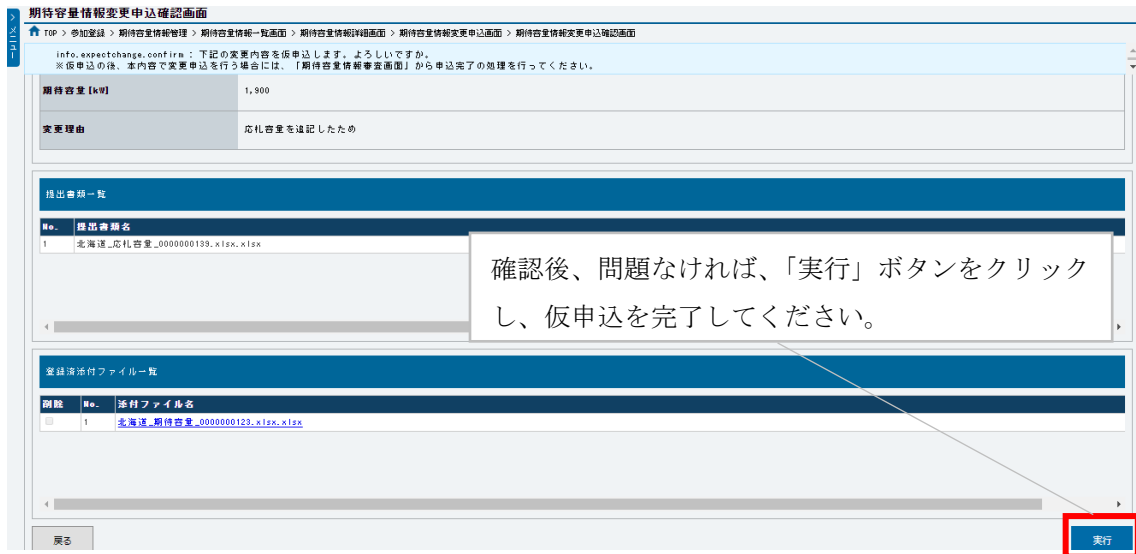 期待容量情報変更申込確認画面
メニュー
TOP > 参加登録 > 期待容量情報管理 > 期待容量情報一覧画面 > 期待容量情報詳細画面 > 期待容量情報変更申込画面 > 期待容量情報変更申込確認画面
info.expectchange.confirm : 下記の変更内容を仮申込します。よろしいですか。
※仮申込の後、本内容で変更申込を行う場合には、「期待容量情報審査画面」から申込完了の処理を行ってください。
期待容量[kW] 1,900
変更理由 応札容量を追記したため
提出書類一覧
No. 提出書類名
1 北海道_応札容量_0000000139.xlsx.xlsx
確認後、問題なければ、「実行」ボタンをクリック
し、仮申込を完了してください。
登録済添付ファイル一覧
削除 No. 添付ファイル名
1 北海道_期待容量_0000000123.xlsx.xlsx
戻る 実行